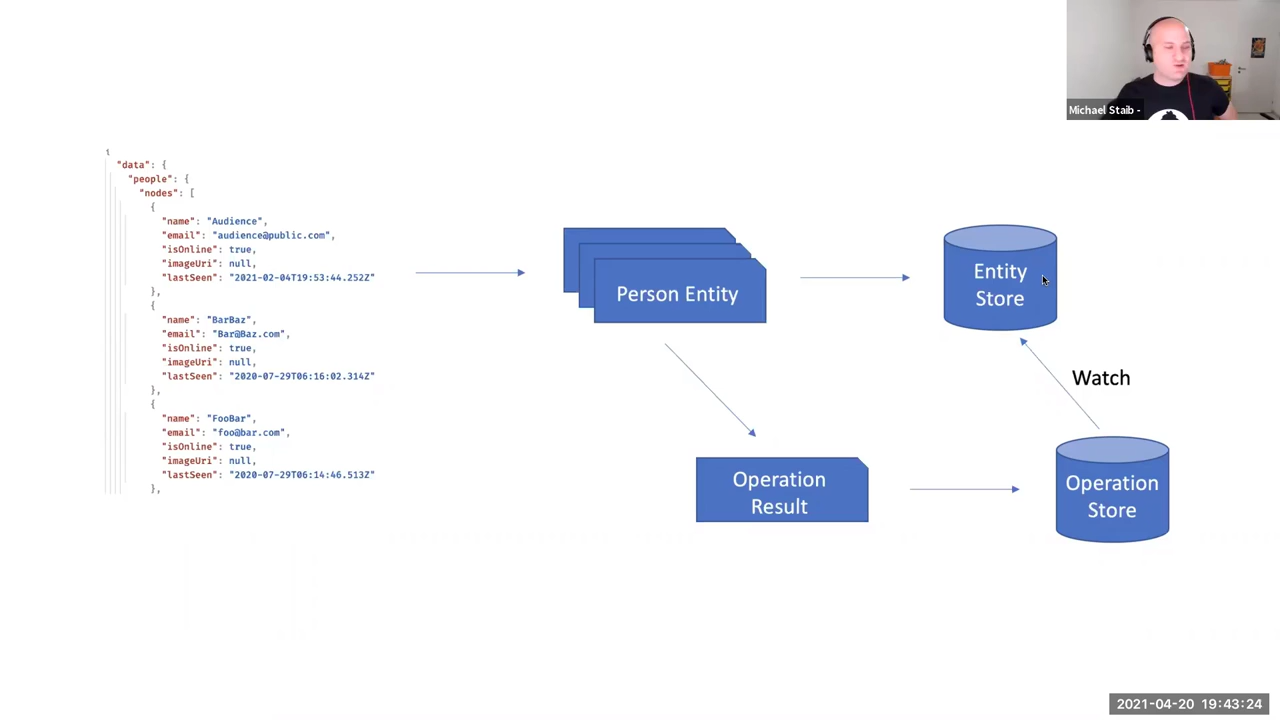 Michael Staib -
{
"data": {
"people": {
"nodes": [
{
"name": "Audience",
"email": "audience@public.com",
"isOnline": true,
"imageUri": null,
"lastSeen": "2021-02-04T19:53:44.252Z"
},
{
"name": "BarBaz",
"email": "Bar@Baz.com",
"isOnline": true,
"imageUri": null,
"lastSeen": "2020-07-29T06:16:02.314Z"
},
{
"name": "FooBar",
"email": "foo@bar.com",
"isOnline": true,
"imageUri": null,
"lastSeen": "2020-07-29T06:14:46.513Z"
},
Person Entity
Entity
Store
Watch
Operation
Result
Operation
Store
2021-04-20 19:43:24